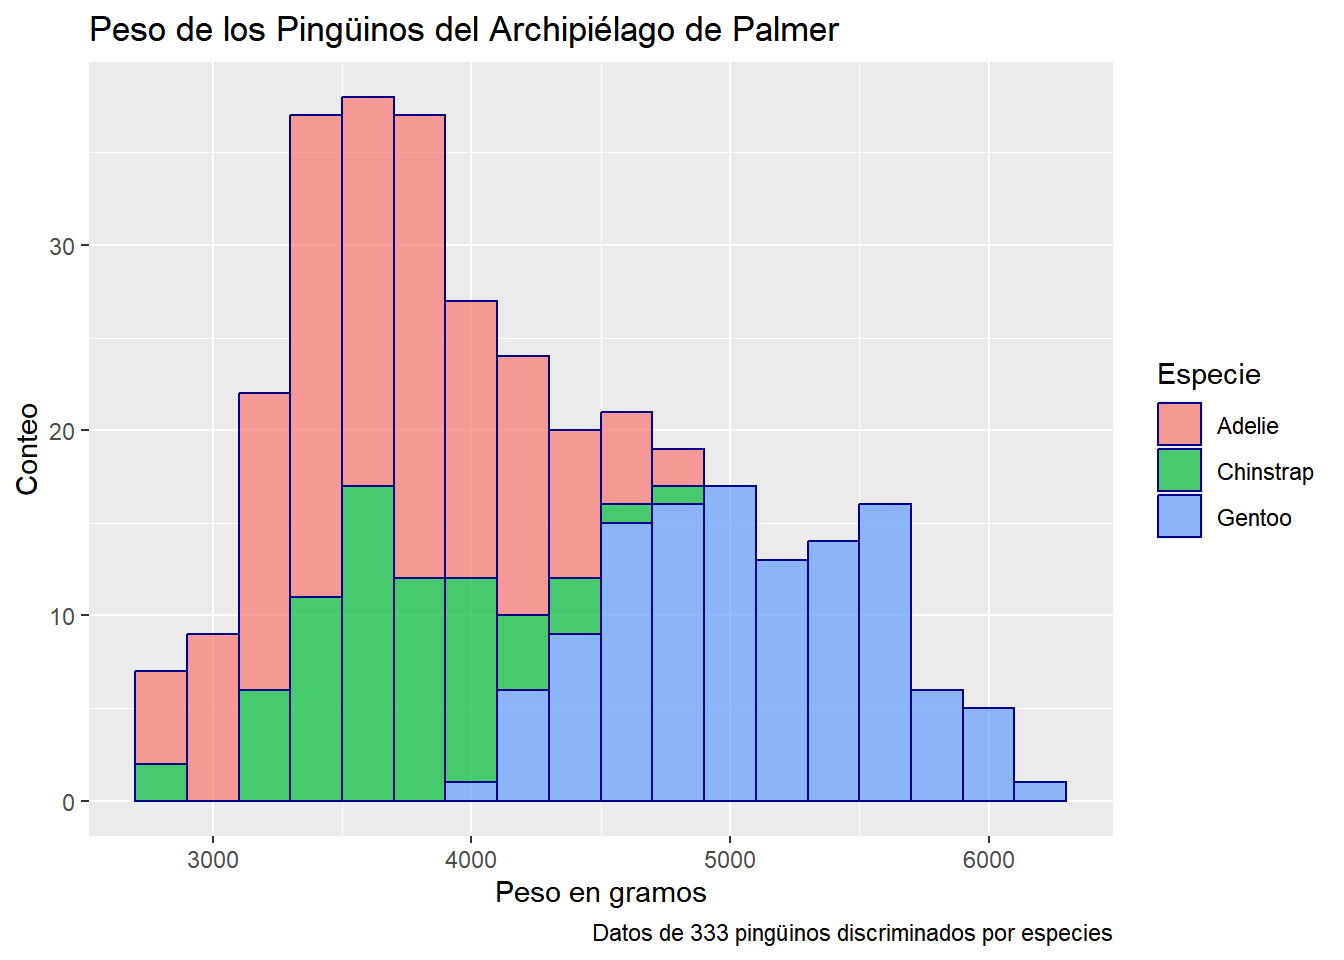 Peso de los Pingüinos del Archipiélago de Palmer
Conteo
30
20
10
0
3000
4000
5000
6000
Peso en gramos
Especie
Adelie
Chinstrap
Gentoo
Datos de 333 pingüinos discriminados por especies